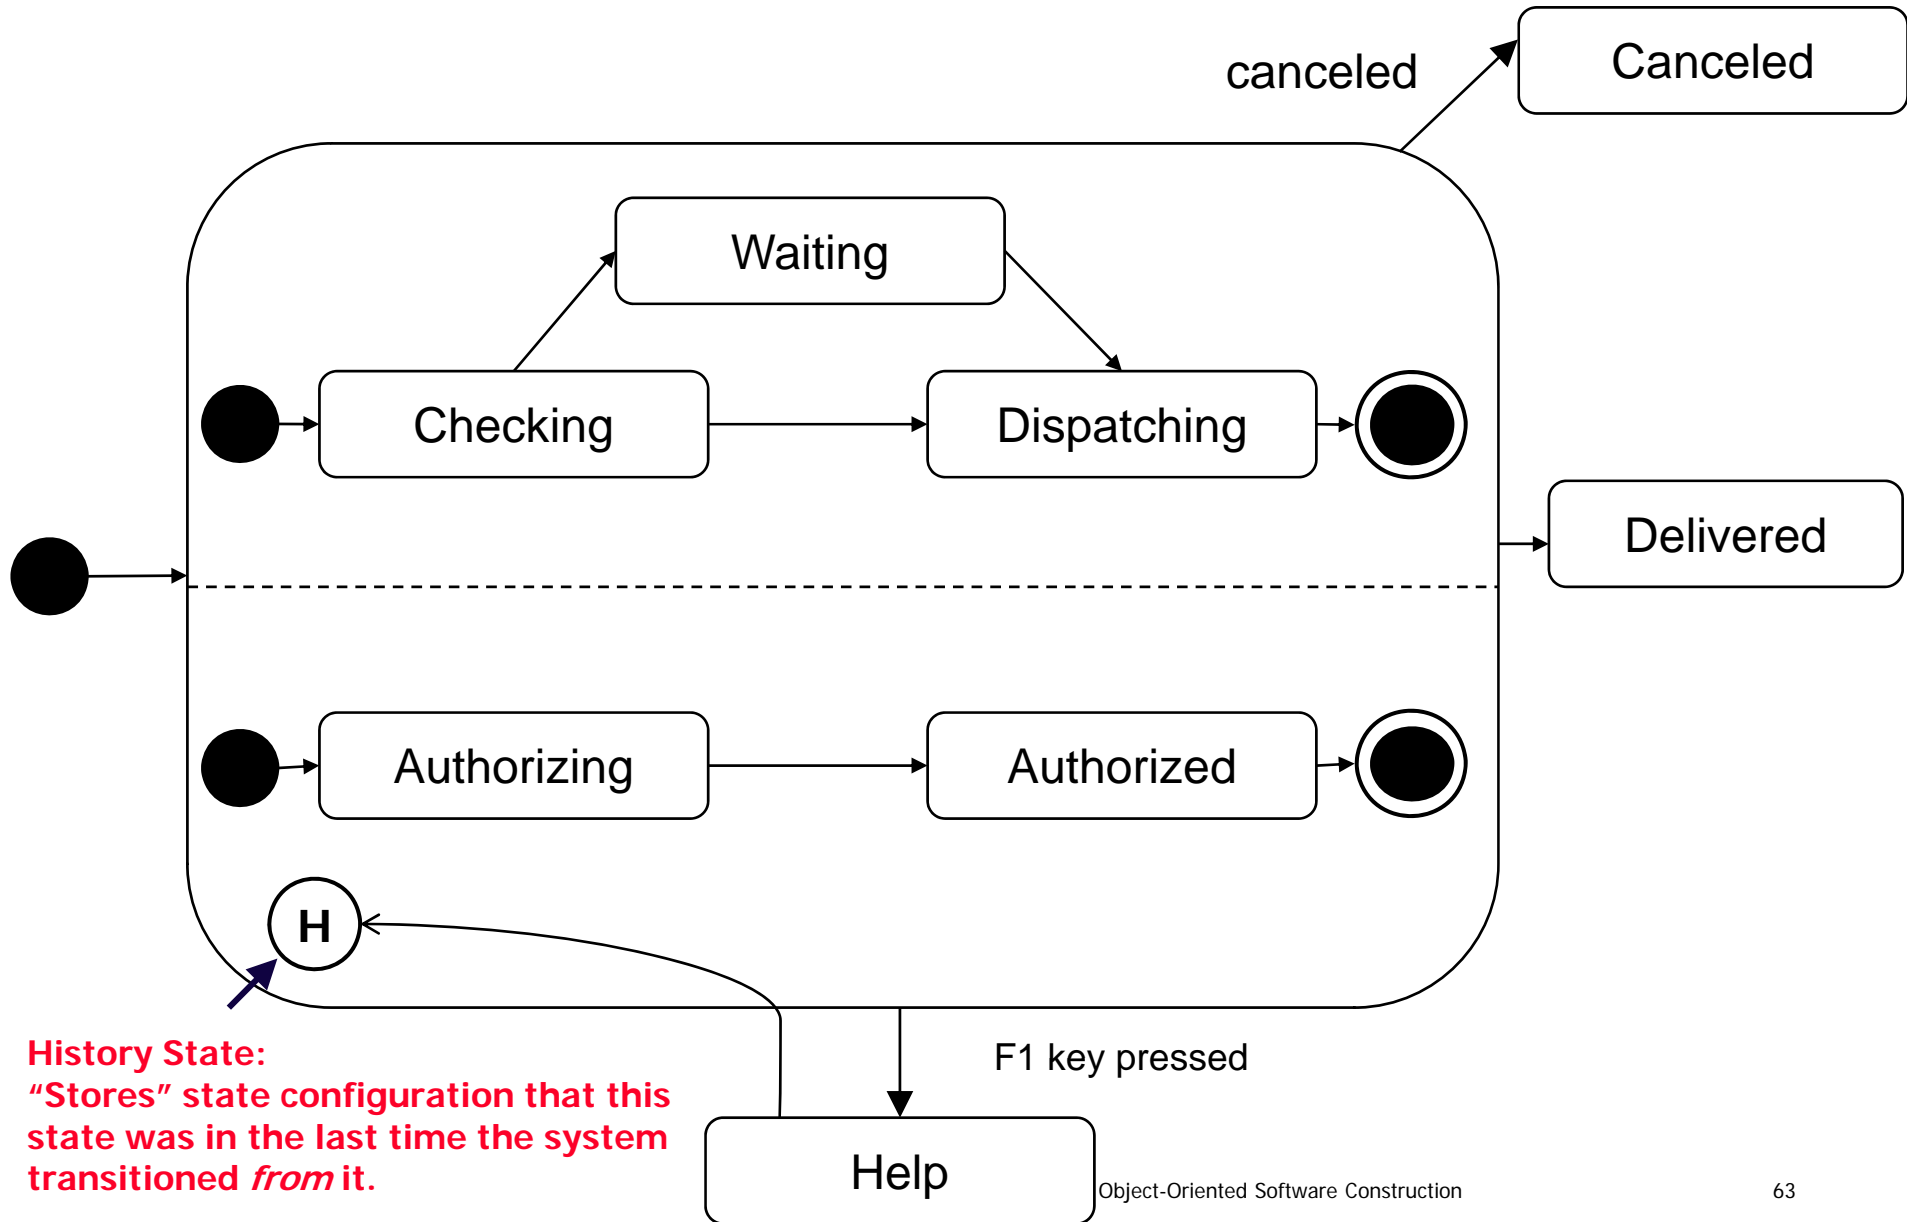 Canceled
canceled
Waiting
Checking
Dispatching
Delivered
Authorizing
Authorized
H
History State:
“Stores” state configuration that this
state was in the last time the system
transitioned from it.
F1 key pressed
Help
Object-Oriented Software Construction
63